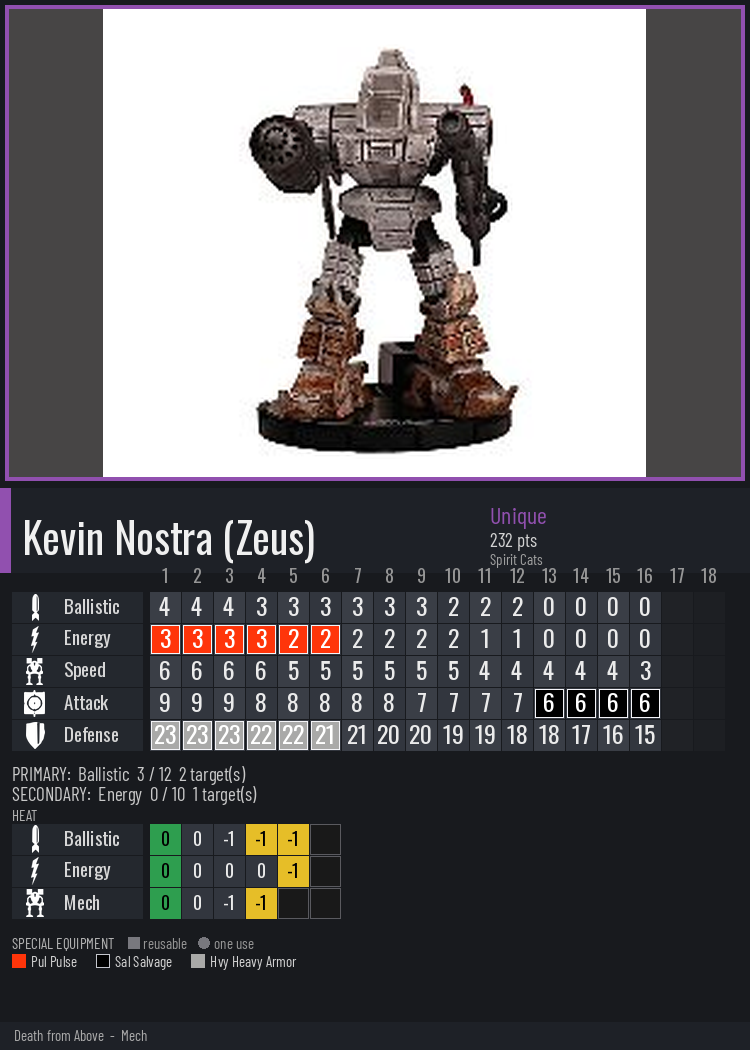 Kevin Nostra (Zeus)
Unique
232 pts
Spirit Cats
1 2 3 4 5 6 7 8 9 10 11 12 13 14 15 16 17 18
Ballistic 4 4 4 3 3 3 3 3 3 2 2 2 0 0 0 0
Energy 3 3 3 3 2 2 2 2 2 2 1 1 0 0 0 0
Speed 6 6 6 6 5 5 5 5 5 5 4 4 4 4 4 3
Attack 9 9 9 8 8 8 8 8 7 7 7 7 6 6 6 6
Defense 23 23 23 22 22 21 21 20 20 19 19 18 18 17 16 15
PRIMARY: Ballistic 3 / 12 2 target(s)
SECONDARY: Energy 0 / 10 1 target(s)
HEAT
Ballistic 0 0 -1 -1 -1
Energy 0 0 0 0 -1
Mech 0 0 -1 -1
SPECIAL EQUIPMENT reusable one use
Pul Pulse Sal Salvage Hvy Heavy Armor
Death from Above - Mech